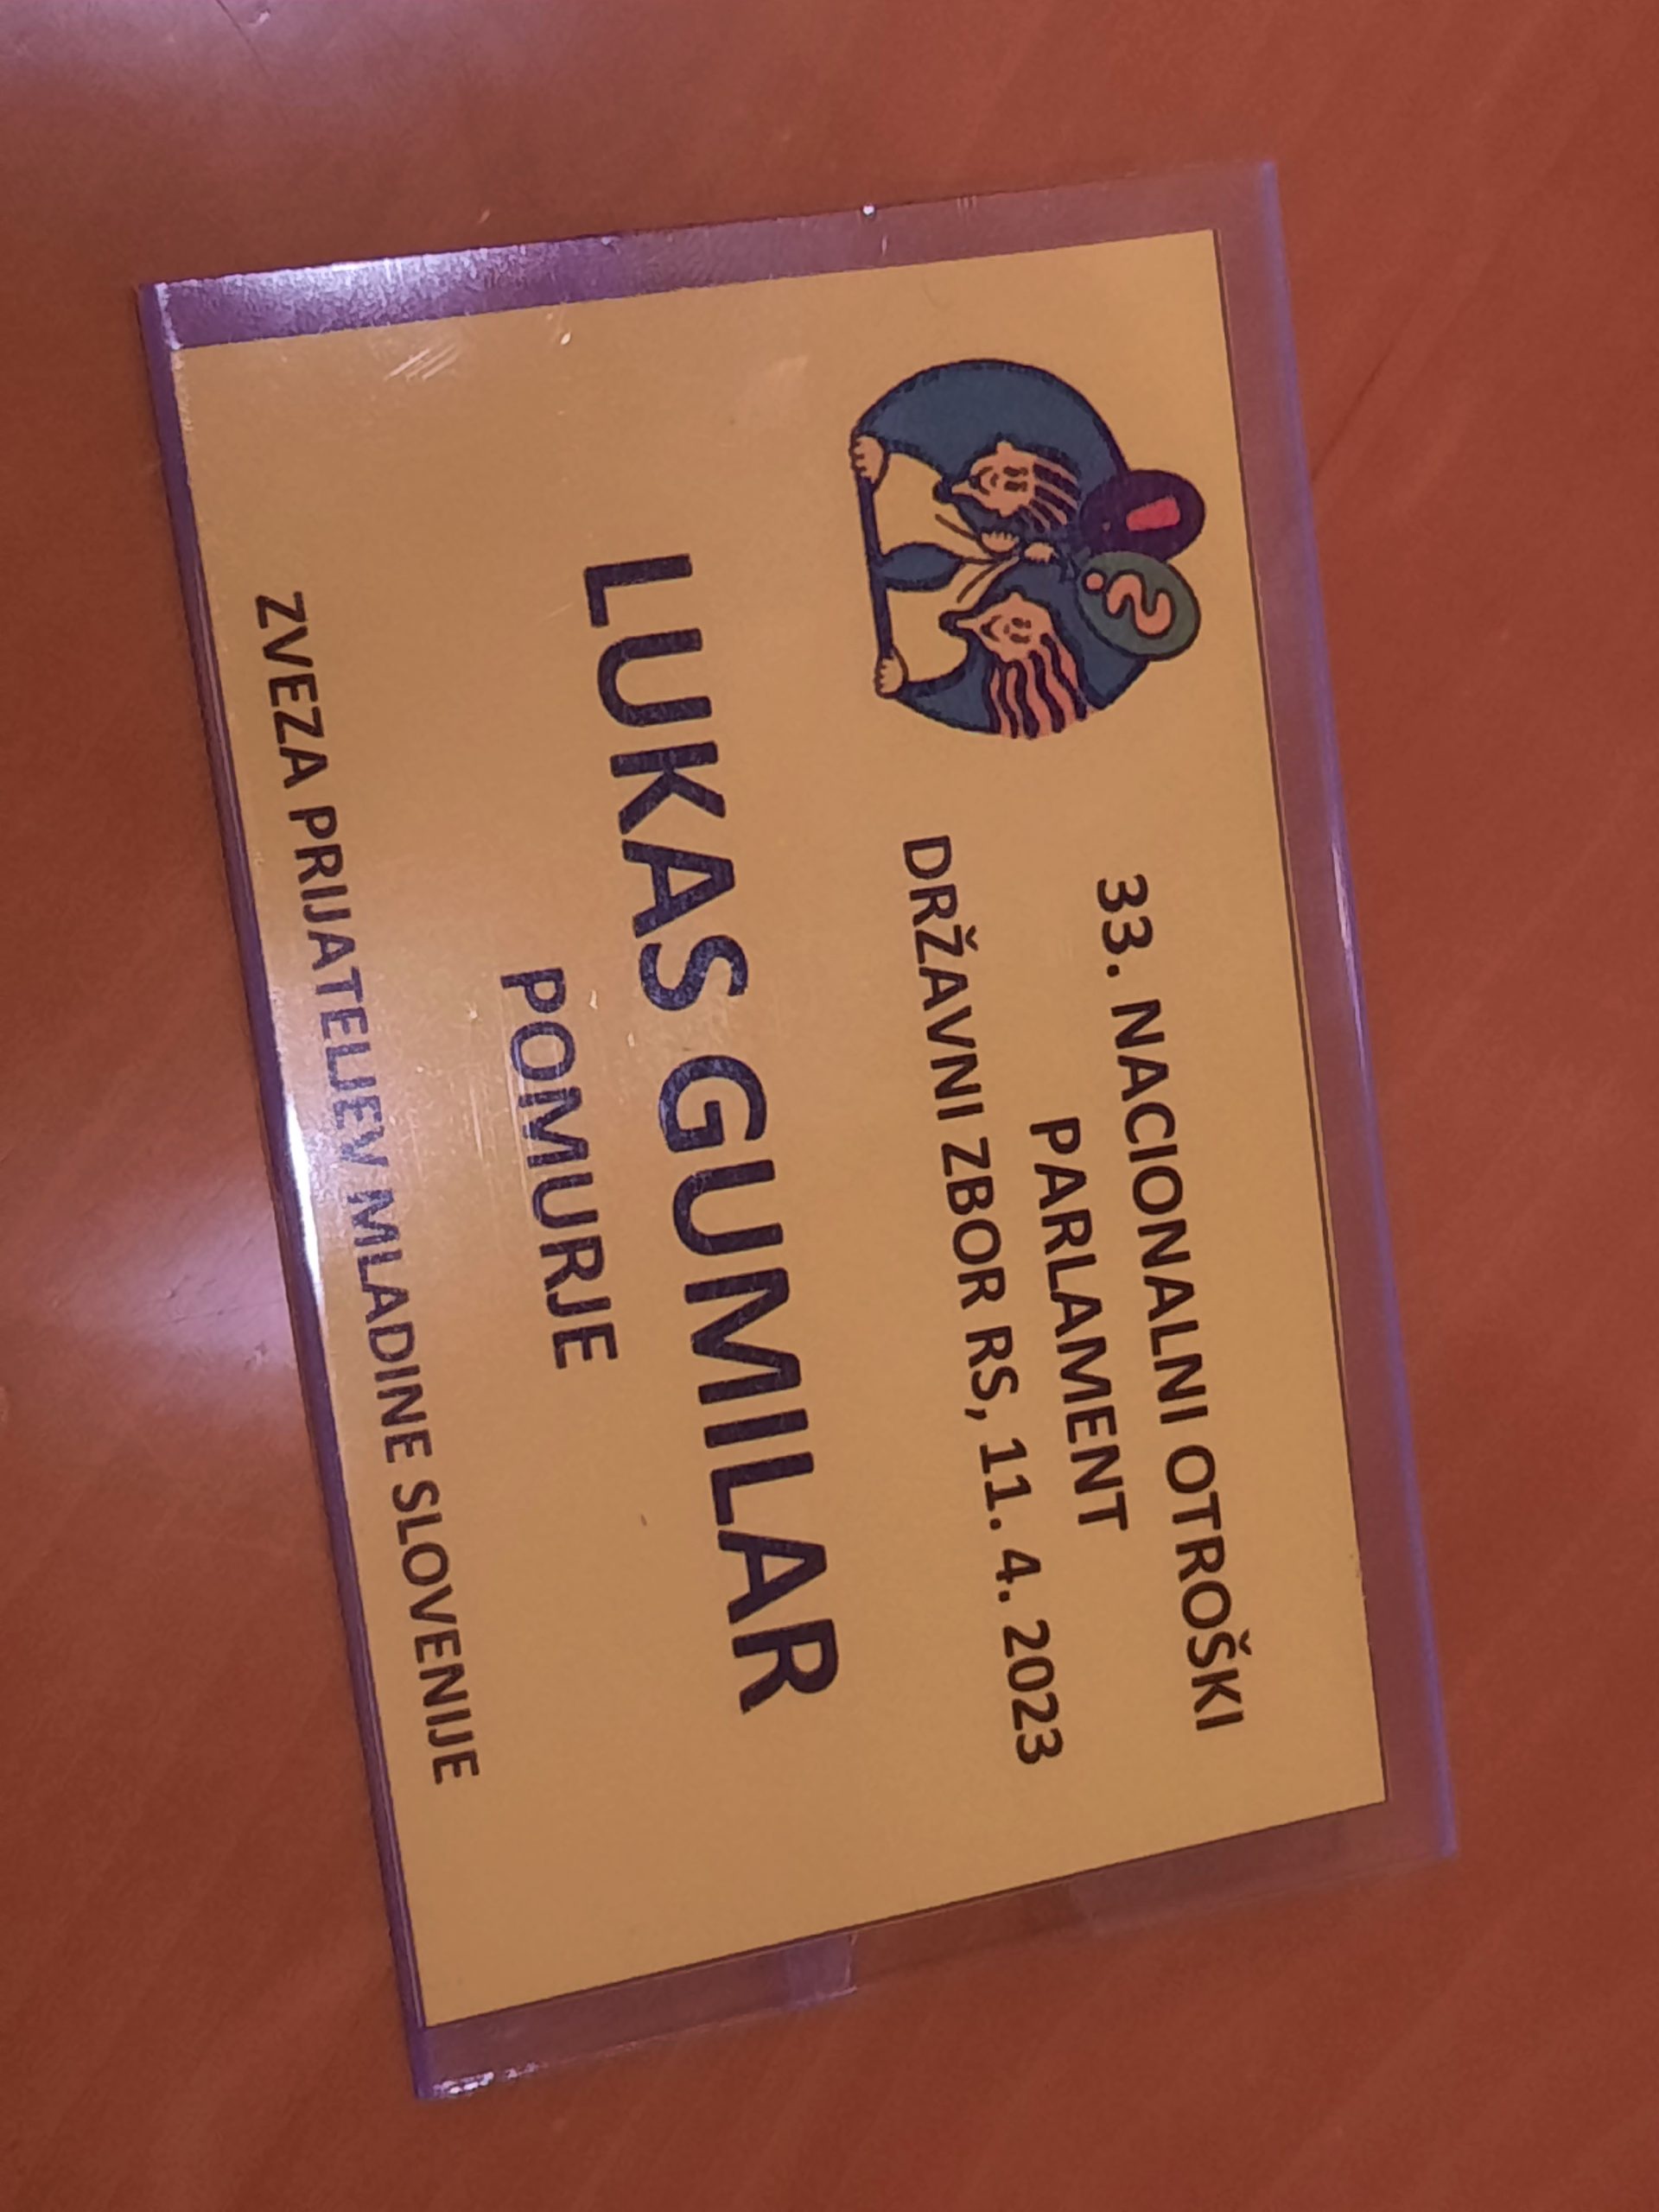 33. NACIONALNI OTROŠKI
PARLAMENT
DRŽAVNI ZBOR RS, 11. 4. 2023
LUKAS GUMILAR
POMURJE
ZVEZA PRIJATELJEV MLADINE SLOVENIJE